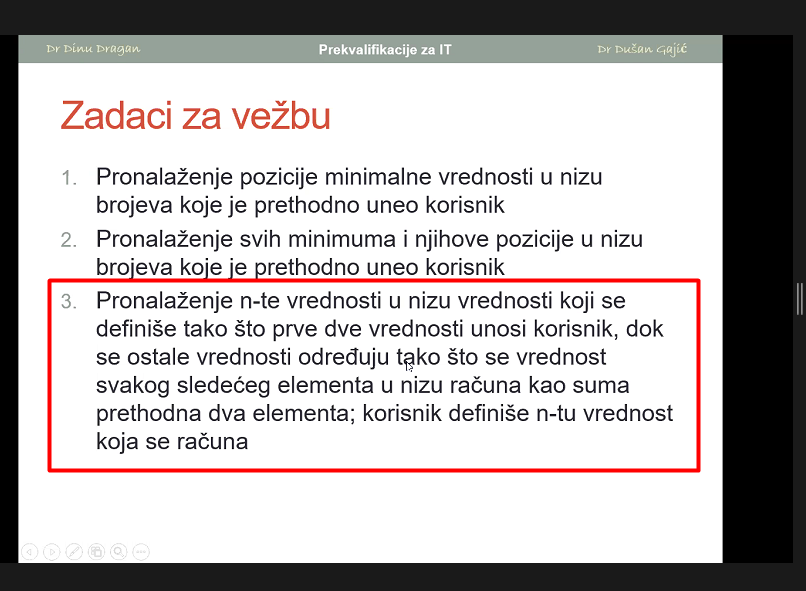 Dr Dinu Dragan
Prekvalifikacije za IT
Dr Dušan Gajić
Zadaci za vežbu
1. Pronalaženje pozicije minimalne vrednosti u nizu
brojeva koje je prethodno uneo korisnik
2. Pronalaženje svih minimuma i njihove pozicije u nizu
brojeva koje je prethodno uneo korisnik
3. Pronalaženje n-te vrednosti u nizu vrednosti koji se
definiše tako što prve dve vrednosti unosi korisnik, dok
se ostale vrednosti određuju tako što se vrednost
svakog sledećeg elementa u nizu računa kao suma
prethodna dva elementa; korisnik definiše n-tu vrednost
koja se računa